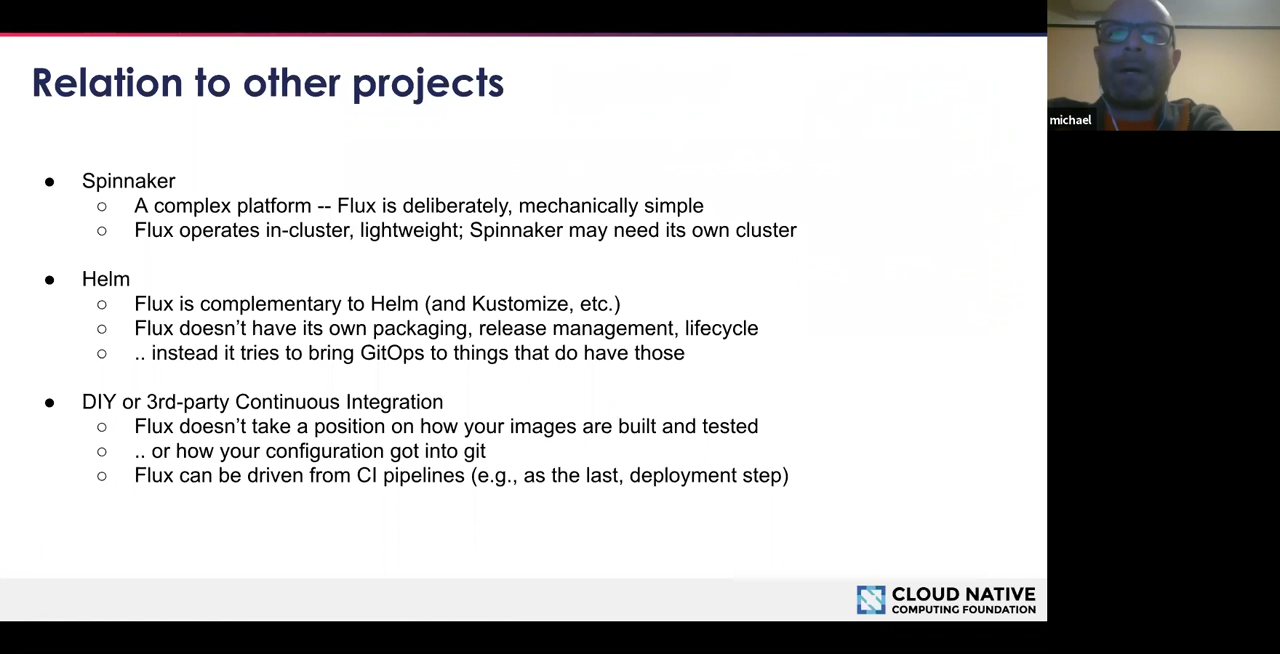 Relation to other projects
michael
● Spinnaker
○ A complex platform -- Flux is deliberately, mechanically simple
○ Flux operates in-cluster, lightweight; Spinnaker may need its own cluster
● Helm
○ Flux is complementary to Helm (and Kustomize, etc.)
○ Flux doesn’t have its own packaging, release management, lifecycle
○ .. instead it tries to bring GitOps to things that do have those
● DIY or 3rd-party Continuous Integration
○ Flux doesn’t take a position on how your images are built and tested
○ .. or how your configuration got into git
○ Flux can be driven from CI pipelines (e.g., as the last, deployment step)
CLOUD NATIVE
COMPUTING FOUNDATION